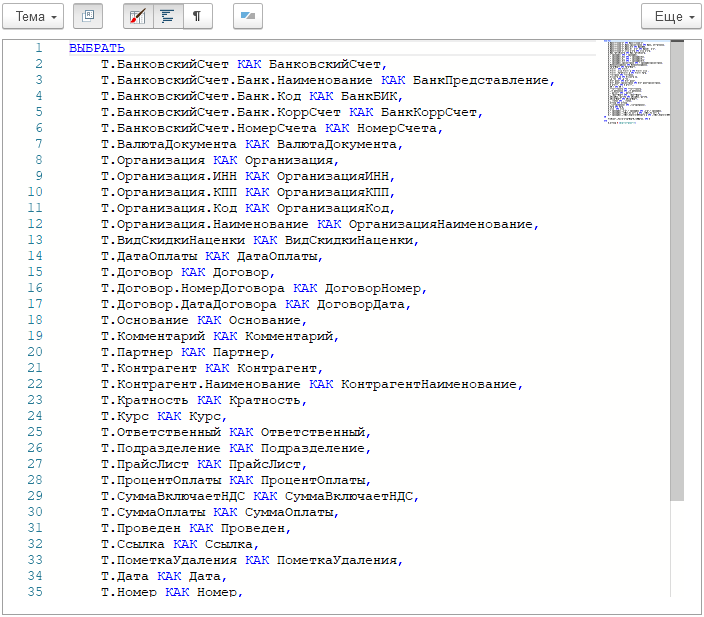 Тема
Еще
1 ВЫБРАТЬ
2 Т.БанковскийСчет КАК БанковскийСчет,
3 Т.БанковскийСчет.Банк.Наименование КАК БанкПредставление,
4 Т.БанковскийСчет.Банк.Код КАК БанкБИК,
5 Т.БанковскийСчет.Банк.КоррСчет КАК БанкКоррСчет,
6 Т.БанковскийСчет.НомерСчета КАК НомерСчета,
7 Т.ВалютаДокумента КАК ВалютаДокумента,
8 Т.Организация КАК Организация,
9 Т.Организация.ИНН КАК ОрганизацияИНН,
10 Т.Организация.КПП КАК ОрганизацияКПП,
11 Т.Организация.Код КАК ОрганизацияКод,
12 Т.Организация.Наименование КАК ОрганизацияНаименование,
13 Т.ВидСкидкиНаценки КАК ВидСкидкиНаценки,
14 Т.ДатаОплаты КАК ДатаОплаты,
15 Т.Договор КАК Договор,
16 Т.Договор.НомерДоговора КАК ДоговорНомер,
17 Т.Договор.ДатаДоговора КАК ДоговорДата,
18 Т.Основание КАК Основание,
19 Т.Комментарий КАК Комментарий,
20 Т.Партнер КАК Партнер,
21 Т.Контрагент КАК Контрагент,
22 Т.Контрагент.Наименование КАК КонтрагентНаименование,
23 Т.Кратность КАК Кратность,
24 Т.Курс КАК Курс,
25 Т.Ответственный КАК Ответственный,
26 Т.Подразделение КАК Подразделение,
27 Т.ПрайсЛист КАК ПрайсЛист,
28 Т.ПроцентОплаты КАК ПроцентОплаты,
29 Т.СуммаВключаетНДС КАК СуммаВключаетНДС,
30 Т.СуммаОплаты КАК СуммаОплаты,
31 Т.Проведен КАК Проведен,
32 Т.Ссылка КАК Ссылка,
33 Т.ПометкаУдаления КАК ПометкаУдаления,
34 Т.Дата КАК Дата,
35 Т.Номер КАК Номер,